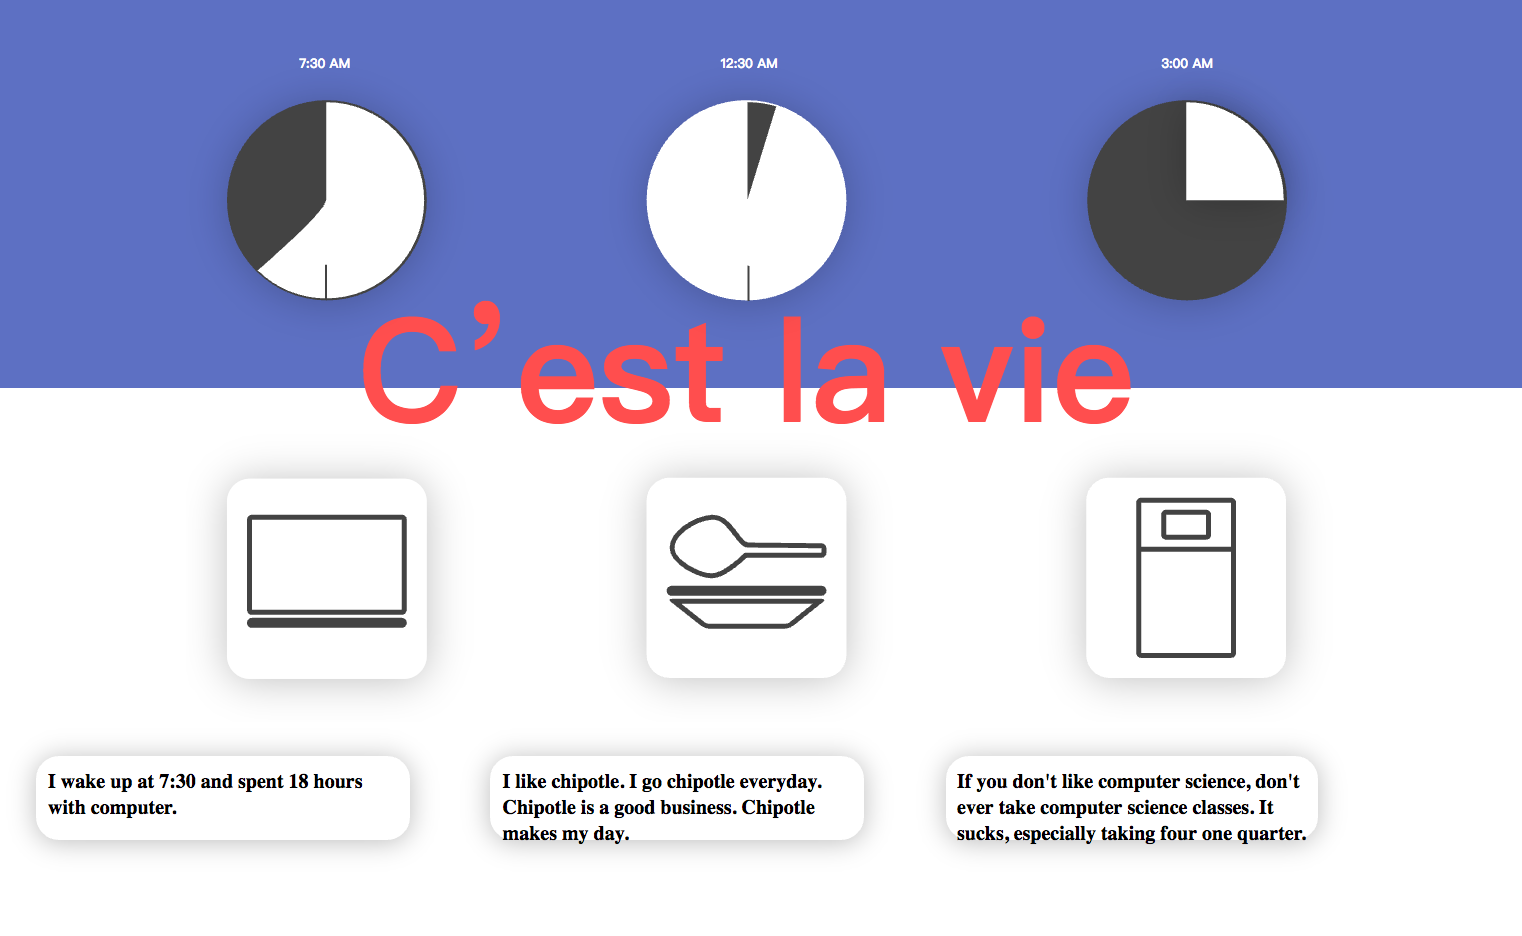 7:30 AM
12:30 AM
3:00 AM
C’est la vie
I wake up at 7:30 and spent 18 hours
with computer.
I like chipotle. I go chipotle everyday.
Chipotle is a good business. Chipotle
makes my day.
If you don't like computer science, don't
ever take computer science classes. It
sucks, especially taking four one quarter.